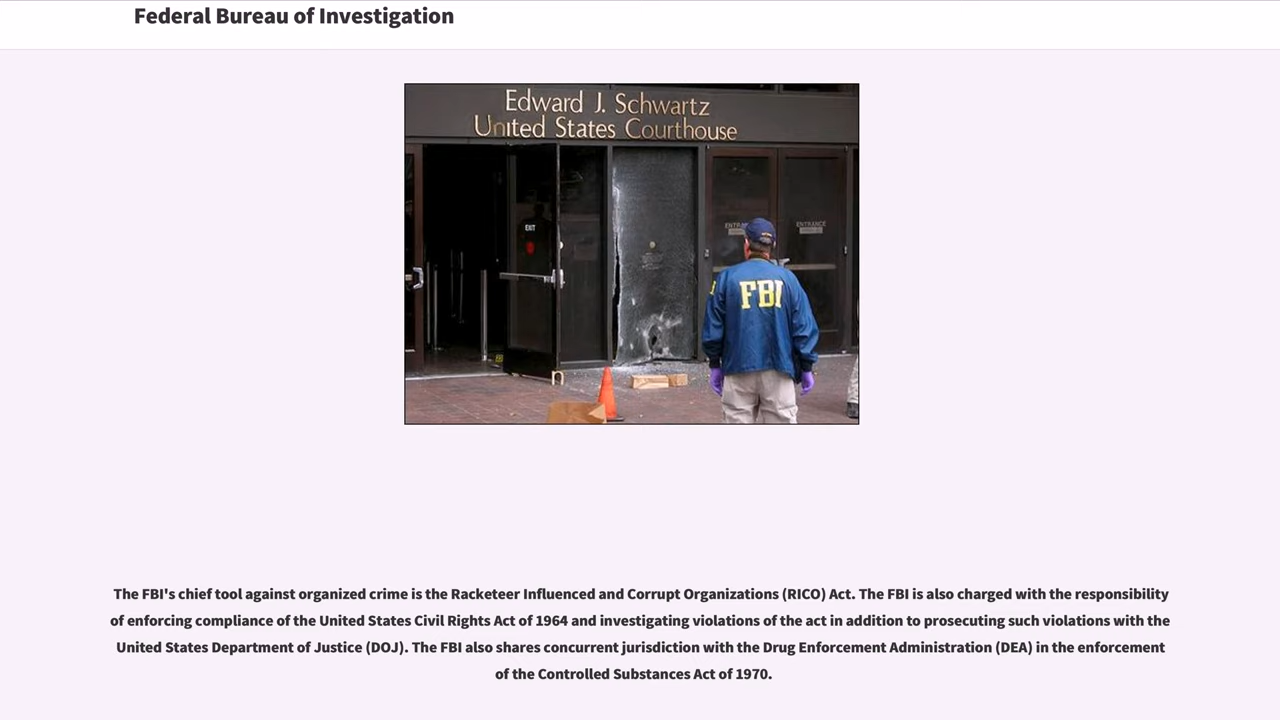 Federal Bureau of Investigation
Edward J. Schwartz
United States Courthouse
EXIT
ENTRANCE
FBI
The FBI's chief tool against organized crime is the Racketeer Influenced and Corrupt Organizations (RICO) Act. The FBI is also charged with the responsibility
of enforcing compliance of the United States Civil Rights Act of 1964 and investigating violations of the act in addition to prosecuting such violations with the
United States Department of Justice (DOJ). The FBI also shares concurrent jurisdiction with the Drug Enforcement Administration (DEA) in the enforcement
of the Controlled Substances Act of 1970.